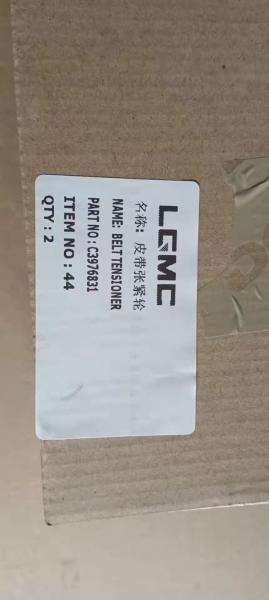 LGMC
名称: 皮带张紧轮
NAME: BELT TENSIONER
PART NO : C3976831
ITEM NO : 44
QTY : 2